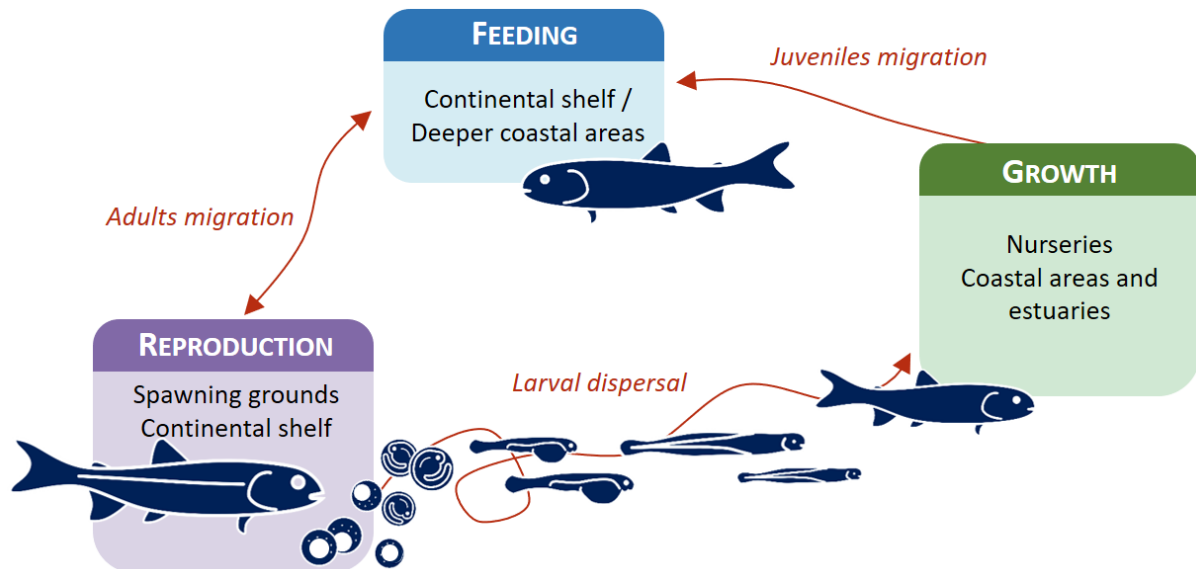 FEEDING
Continental shelf /
Deeper coastal areas
Juveniles migration
GROWTH
Nurseries
Coastal areas and
estuaries
Adults migration
REPRODUCTION
Spawning grounds
Continental shelf
Larval dispersal